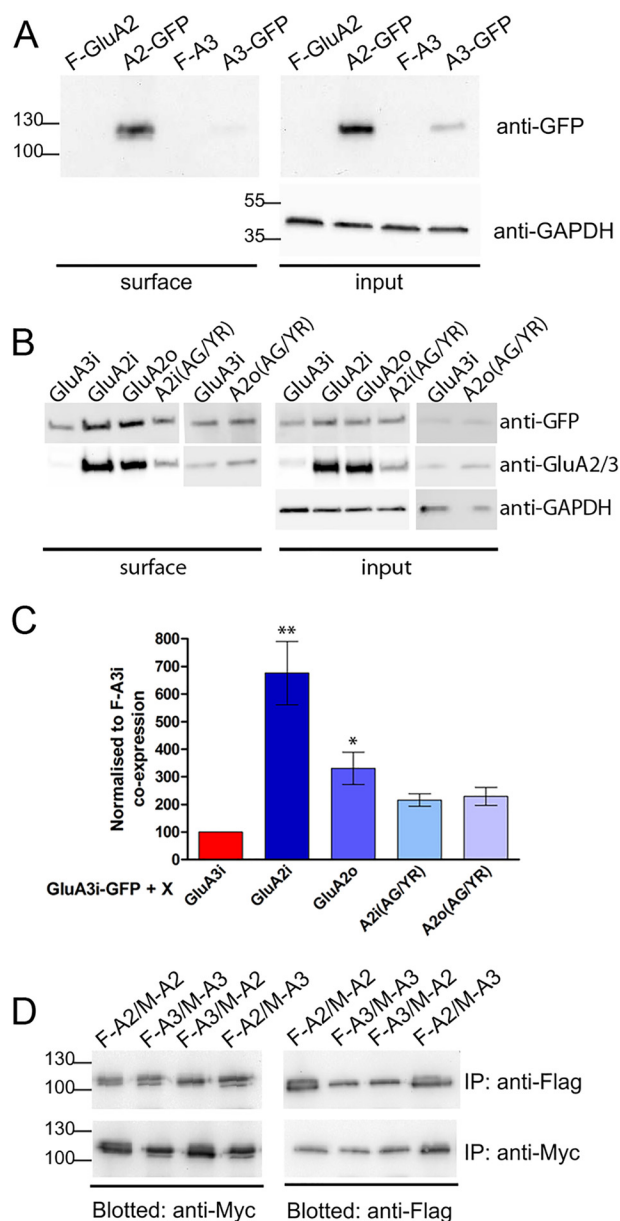 A
F-GluA2 A2-GFP F-A3 A3-GFP F-GluA2 A2-GFP F-A3 A3-GFP
130
100
anti-GFP
55
35
anti-GAPDH
surface input
B
GluA3i GluA2i GluA2o A2i(AG/YR) GluA3i A2o(AG/YR) GluA3i GluA2i GluA2o A2i(AG/YR) GluA3i A2o(AG/YR)
anti-GFP
anti-GluA2/3
anti-GAPDH
surface input
C
Normalised to F-A3i
co-expression
800
700
600
500
400
300
200
100
0
**
*
GluA3i-GFP + X
GluA3i GluA2i GluA2o A2i(AG/YR) A2o(AG/YR)
D
F-A2/M-A2 F-A3/M-A3 F-A3/M-A2 F-A2/M-A3 F-A2/M-A2 F-A3/M-A3 F-A3/M-A2 F-A2/M-A3
130
100
IP: anti-Flag
130
100
IP: anti-Myc
Blotted: anti-Myc Blotted: anti-Flag